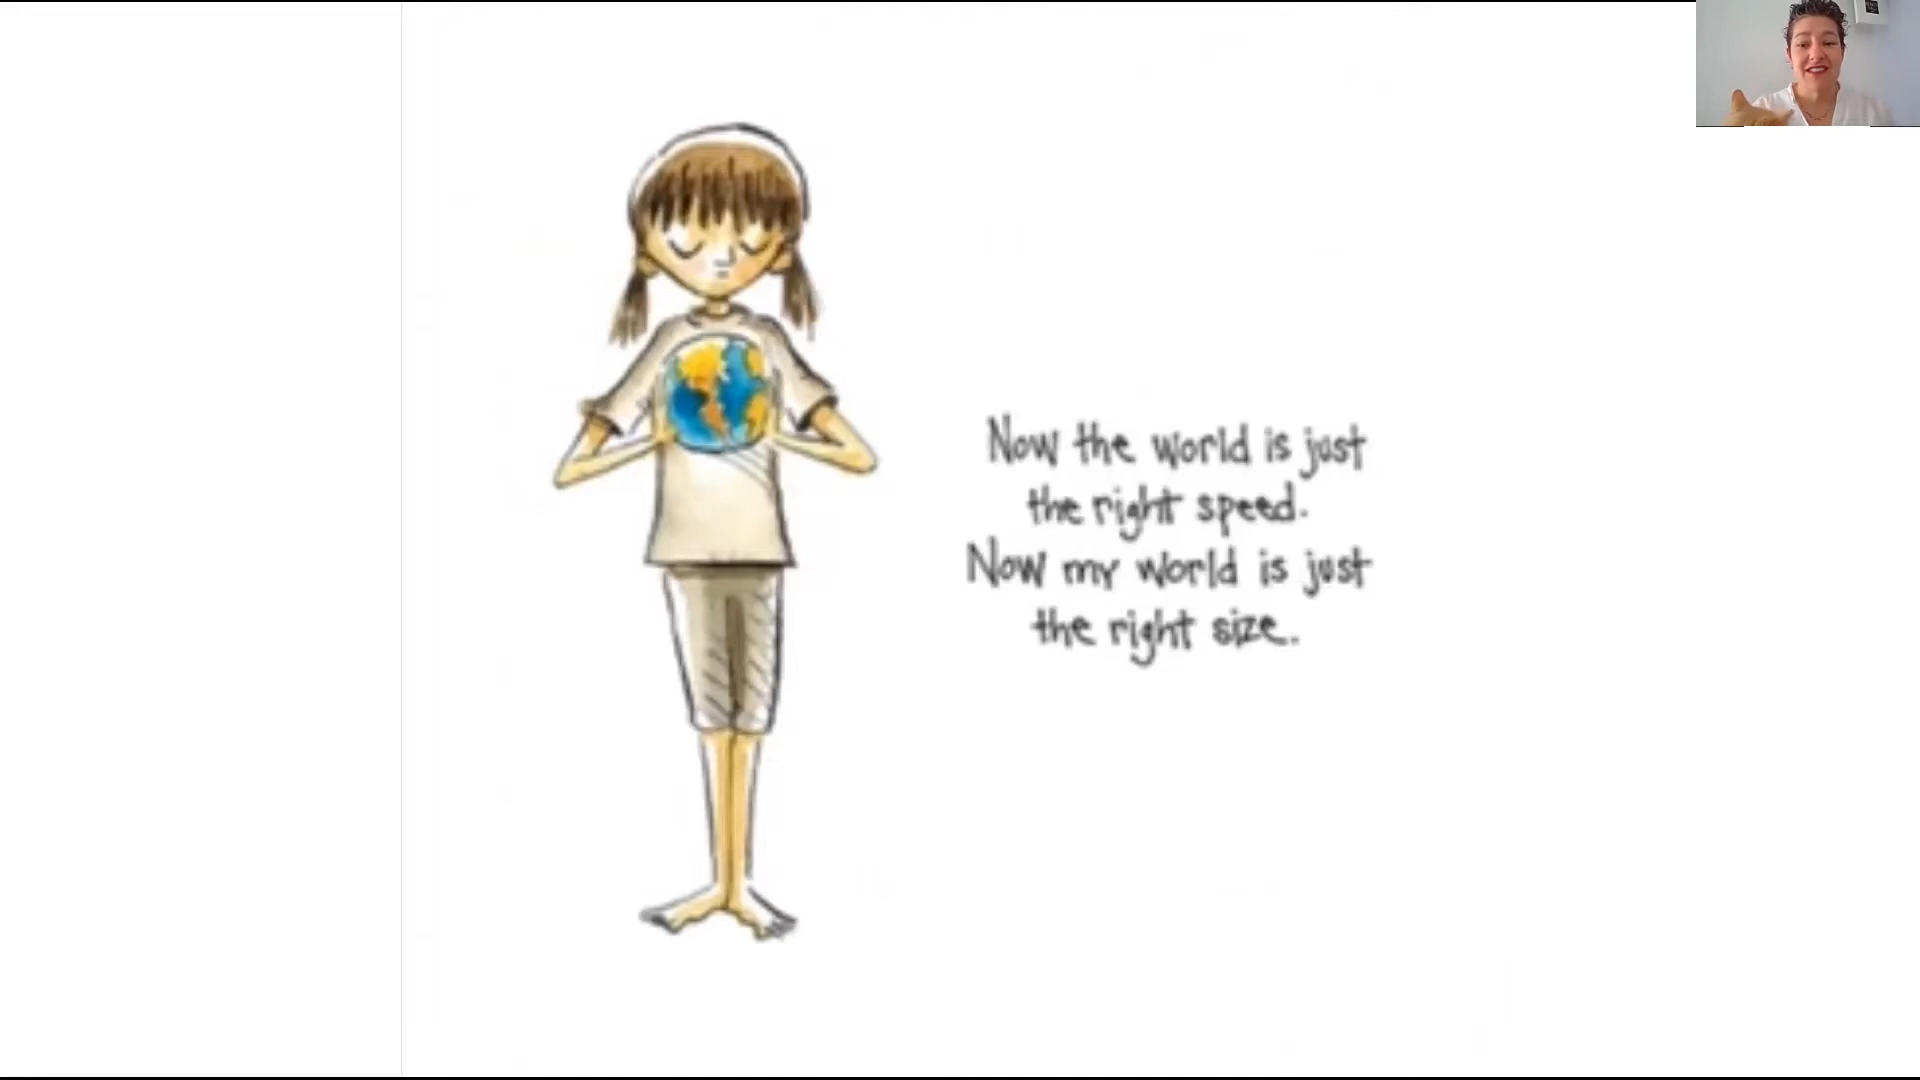 Now the world is just
the right speed.
Now my world is just
the right size.